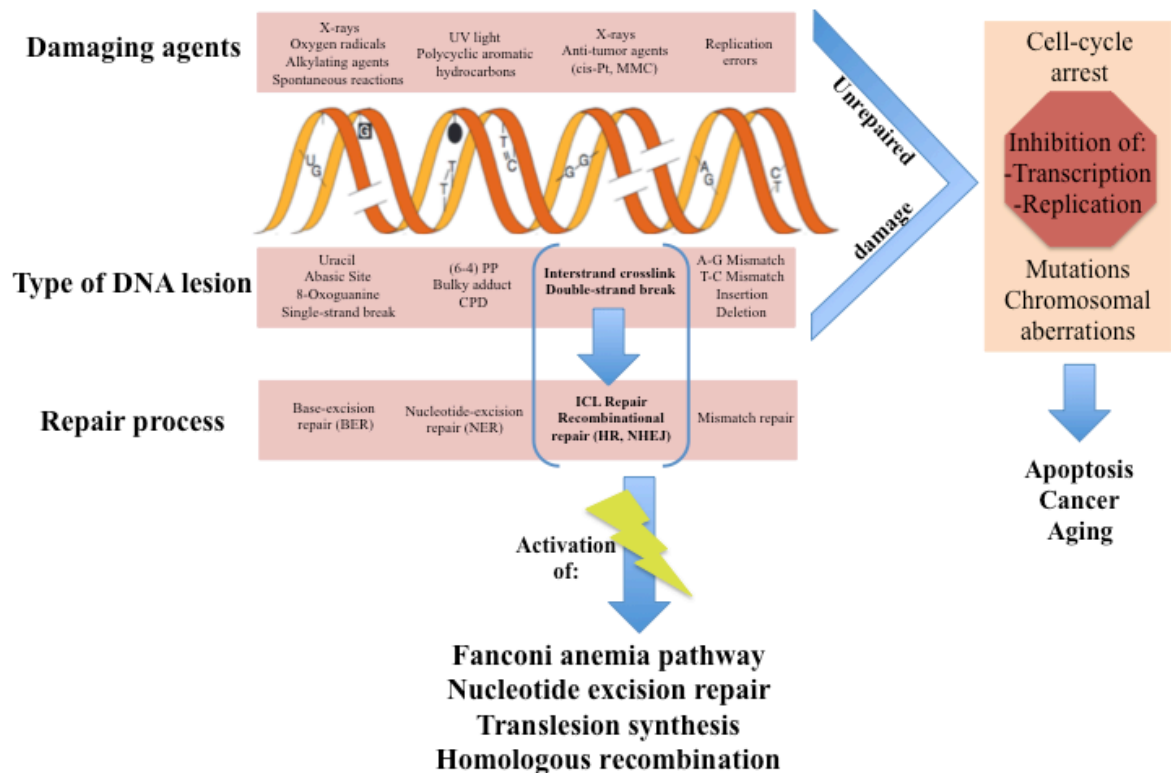 Damaging agents
X-rays
Oxygen radicals
Alkylating agents
Spontaneous reactions
UV light
Polycyclic aromatic
hydrocarbons
X-rays
Anti-tumor agents
(cis-Pt, MMC)
Replication
errors
U
G
G
T
T
T
C
G
G
A
G
C
T
Type of DNA lesion
Uracil
Abasic Site
8-Oxoguanine
Single-strand break
(6-4) PP
Bulky adduct
CPD
Interstrand crosslink
Double-strand break
A-G Mismatch
T-C Mismatch
Insertion
Deletion
Repair process
Base-excision
repair (BER)
Nucleotide-excision
repair (NER)
ICL Repair
Recombinational
repair (HR, NHEJ)
Mismatch repair
Activation
of:
Fanconi anemia pathway
Nucleotide excision repair
Translesion synthesis
Homologous recombination
Unrepaired
damage
Cell-cycle
arrest
Inhibition of:
-Transcription
-Replication
Mutations
Chromosomal
aberrations
Apoptosis
Cancer
Aging